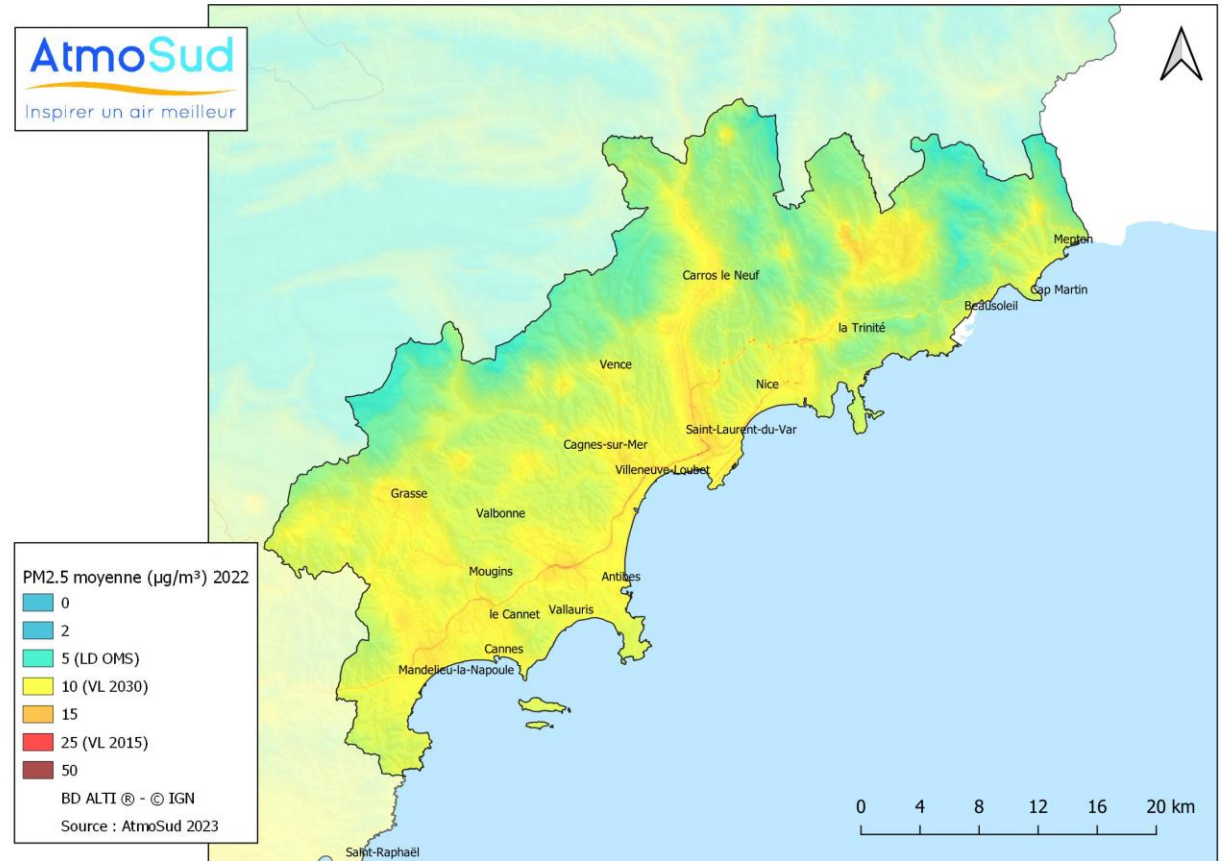 AtmoSud
Inspirer un air meilleur
Menton
Carros le Neuf
Cap Martin
Beausoleil
la Trinité
Vence
Nice
Saint-Laurent-du-Var
Cagnes-sur-Mer
Villeneuve-Loubet
Grasse
Valbonne
Mougins
Antibes
le Cannet
Vallauris
Cannes
Mandelieu-la-Napoule
PM2.5 moyenne (µg/m³) 2022
0
2
5 (LD OMS)
10 (VL 2030)
15
25 (VL 2015)
50
BD ALTI ® - © IGN
Source : AtmoSud 2023
0 4 8 12 16 20 km
Saint-Raphaël